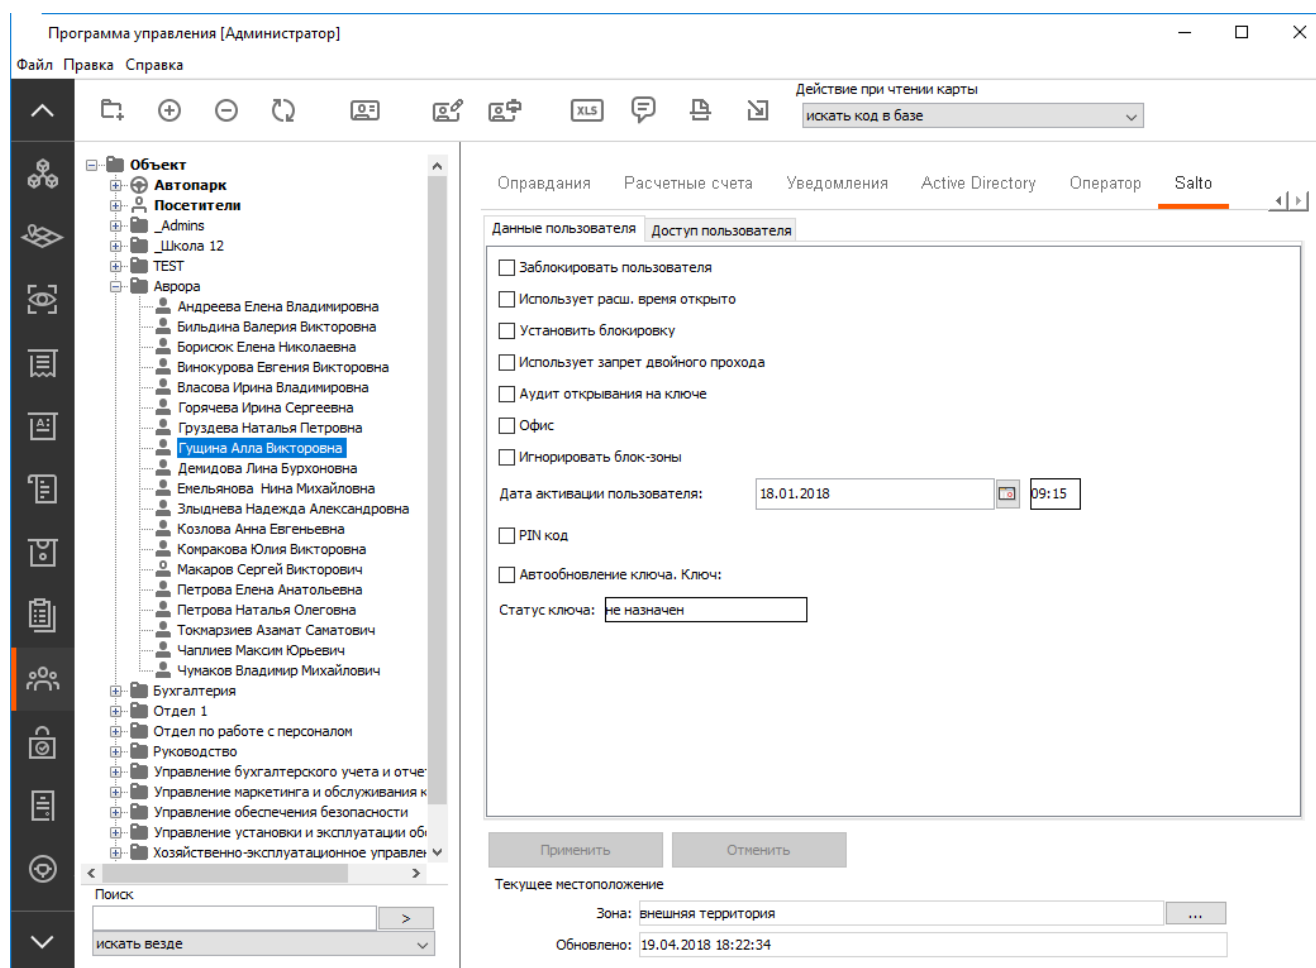 Программа управления [Администратор]
Файл Правка Справка
Действие при чтении карты
XLS
искать код в базе
Объект
Автопарк
Посетители
_Admins
_Школа 12
TEST
Аврора
Андреева Елена Владимировна
Бильдина Валерия Викторовна
Борисюк Елена Николаевна
Винокурова Евгения Викторовна
Власова Ирина Владимировна
Горячева Ирина Сергеевна
Груздева Наталья Петровна
Гущина Алла Викторовна
Демидова Лина Бурхоновна
Емельянова Нина Михайловна
Злыднева Надежда Александровна
Козлова Анна Евгеньевна
Комракова Юлия Викторовна
Макаров Сергей Викторович
Петрова Елена Анатольевна
Петрова Наталья Олеговна
Токмарзиев Азамат Саматович
Чаплиев Максим Юрьевич
Чумаков Владимир Михайлович
Бухгалтерия
Отдел 1
Отдел по работе с персоналом
Руководство
Управление бухгалтерского учета и отче
Управление маркетинга и обслуживания к
Управление обеспечения безопасности
Управление установки и эксплуатации об
Хозяйственно-эксплуатационное управле
Поиск
>
искать везде
Оправдания Расчетные счета Уведомления Active Directory Оператор Salto
Данные пользователя Доступ пользователя
Заблокировать пользователя
Использует расш. время открыто
Установить блокировку
Использует запрет двойного прохода
Аудит открывания на ключе
Офис
Игнорировать блок-зоны
Дата активации пользователя: 18.01.2018 09:15
PIN код
Автообновление ключа. Ключ:
Статус ключа: не назначен
Применить Отменить
Текущее местоположение
Зона: внешняя территория ...
Обновлено: 19.04.2018 18:22:34